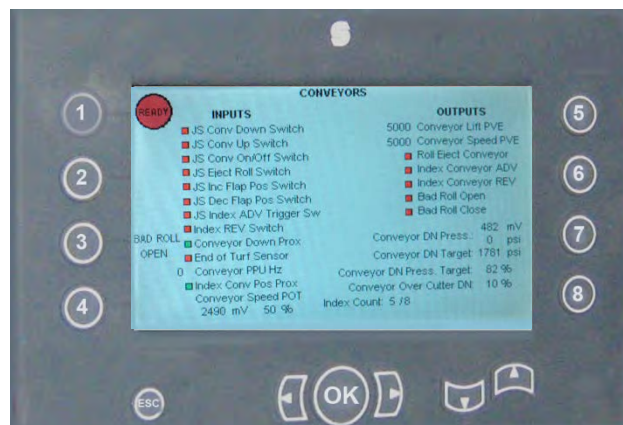 CONVEYORS
READY
INPUTS
JS Conv Down Switch
JS Conv Up Switch
JS Conv On/Off Switch
JS Eject Roll Switch
JS Inc Flap Pos Switch
JS Dec Flap Pos Switch
JS Index ADV Trigger Sw
Index REV Switch
BAD ROLL
OPEN
Conveyor Down Prox
End of Turf Sensor
0 Conveyor PPU Hz
Index Conv Pos Prox
Conveyor Speed POT
2490 mV 50 %
OUTPUTS
5000 Conveyor Lift PVE
5000 Conveyor Speed PVE
Roll Eject Conveyor
Index Conveyor ADV
Index Conveyor REV
Bad Roll Open
Bad Roll Close
482 mV
Conveyor DN Press.: 0 psi
Conveyor DN Target: 1781 psi
Conveyor DN Press. Target: 82 %
Conveyor Over Cutter DN: 10 %
Index Count: 5 /8
1
2
3
4
5
6
7
8
ESC
OK
S